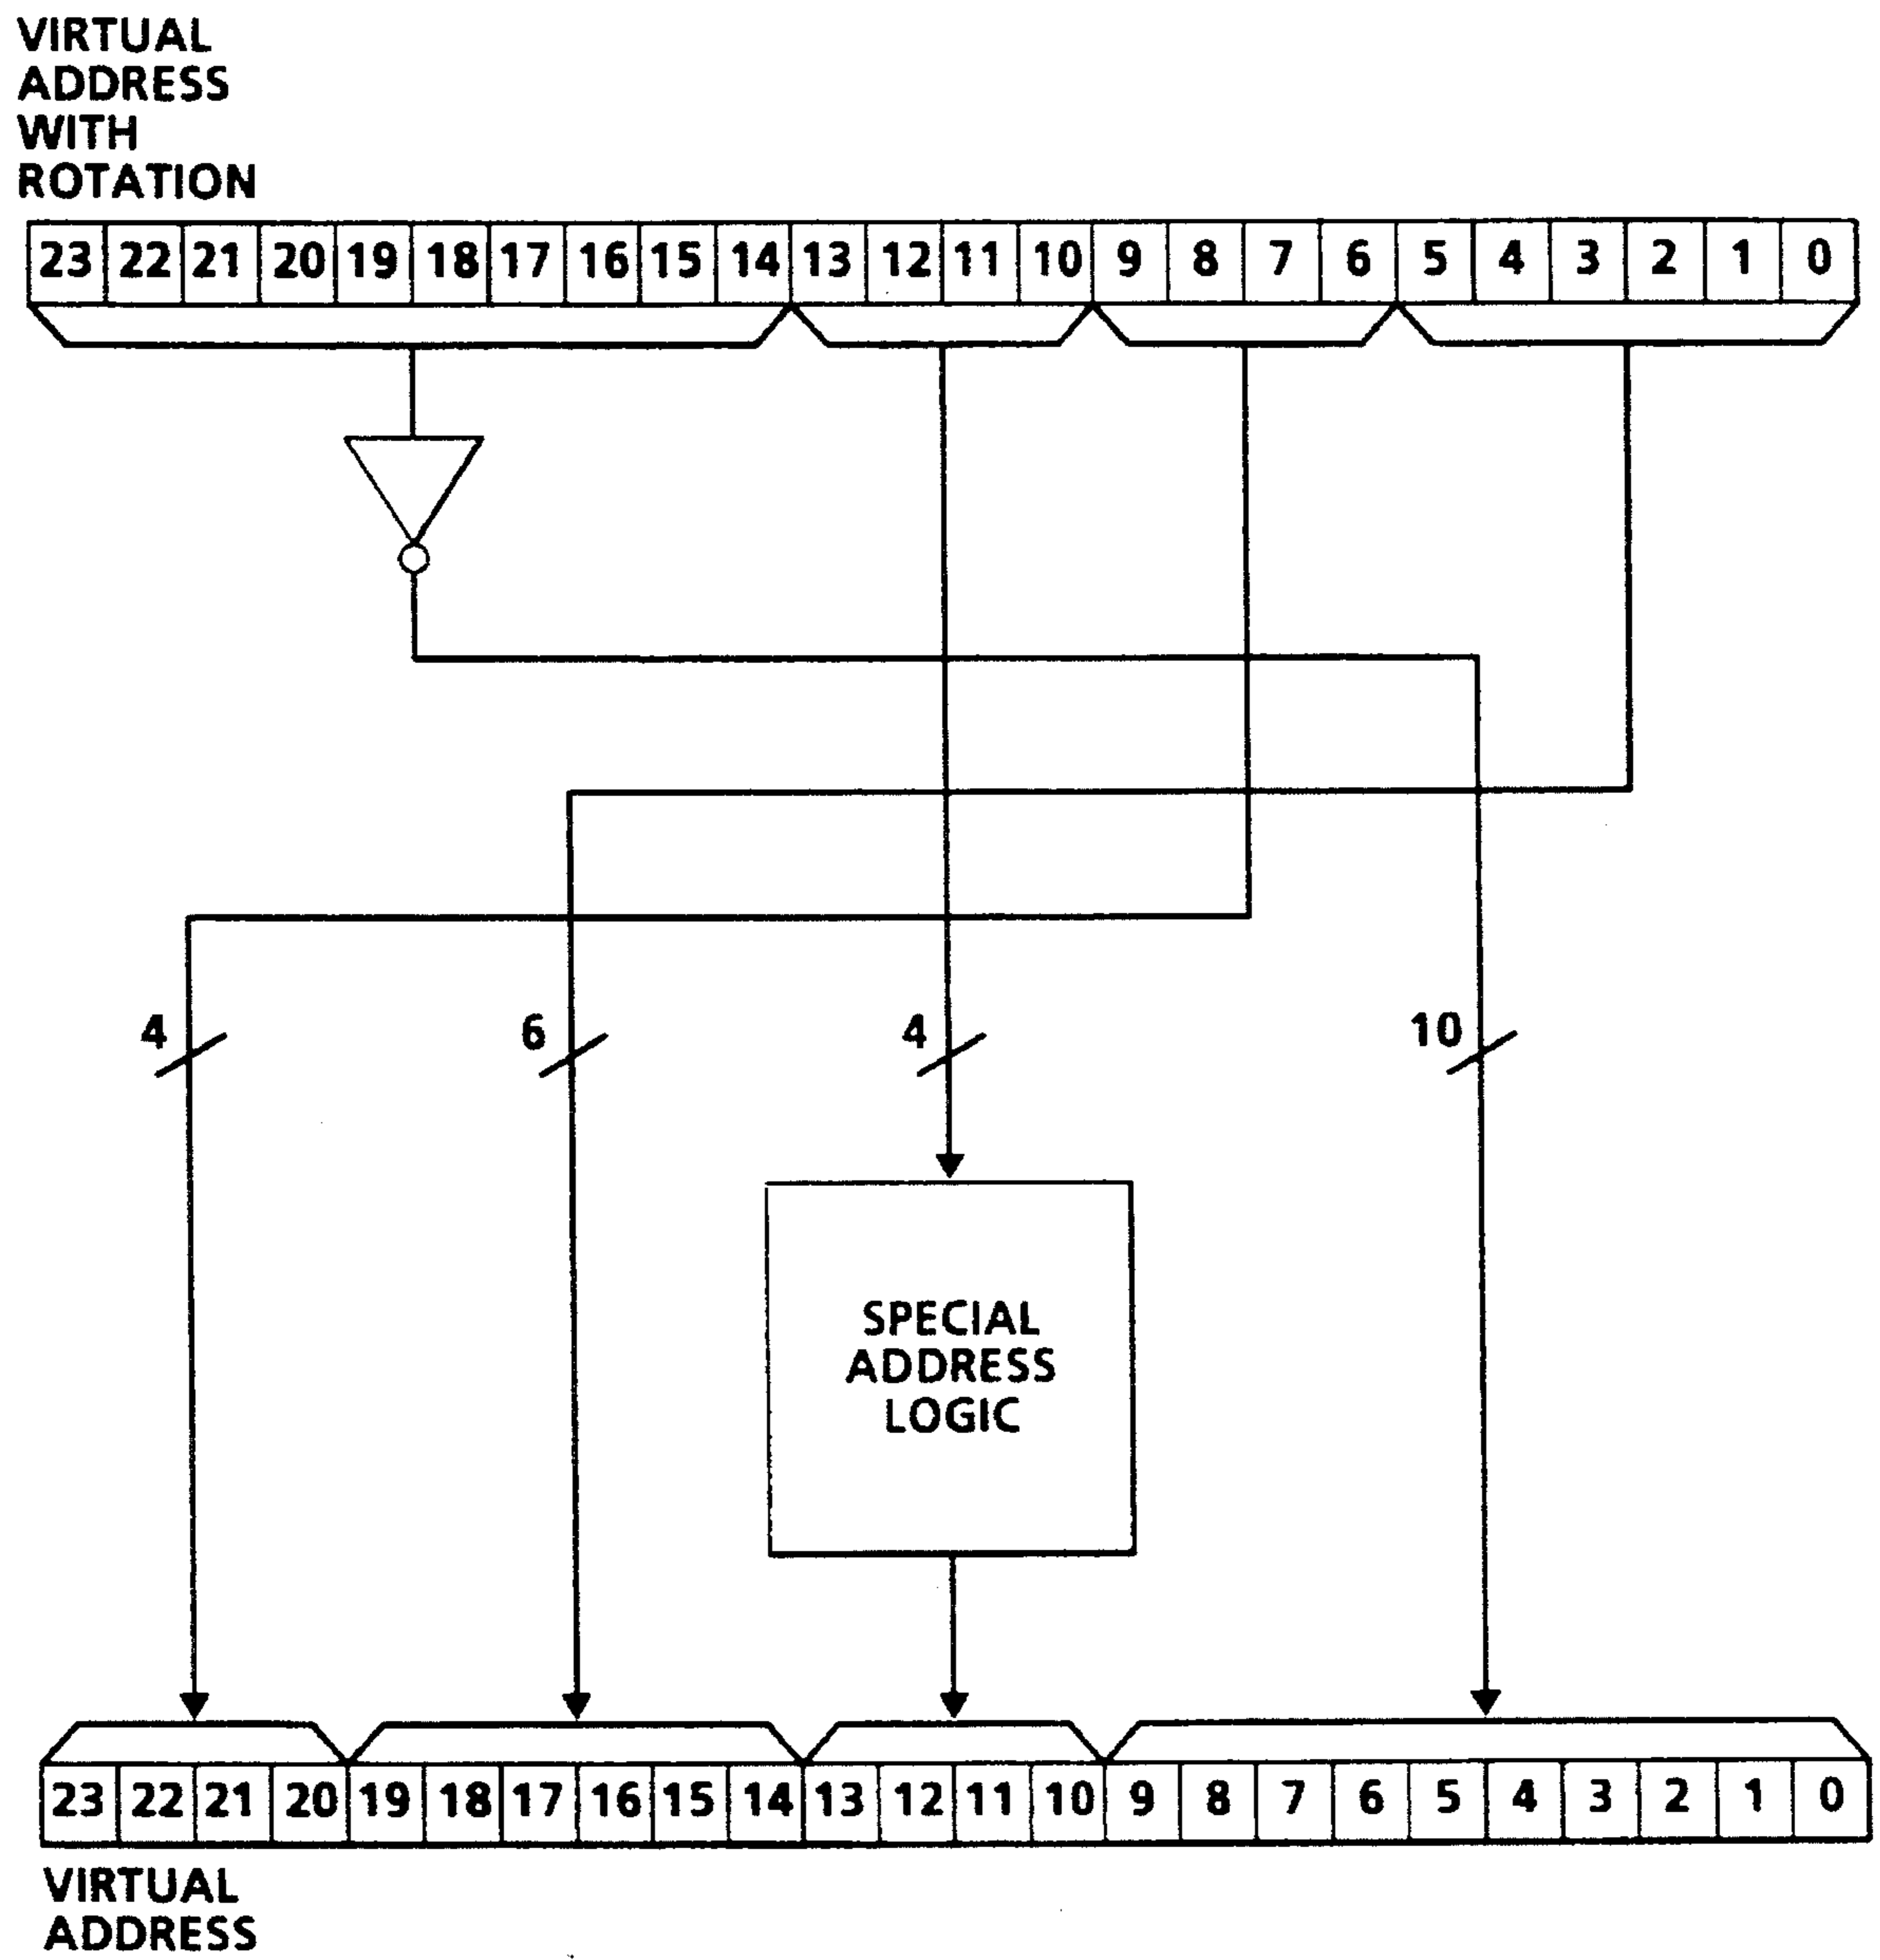 VIRTUAL
ADDRESS
WITH
ROTATION
23 22 21 20 19 18 17 16 15 14 13 12 11 10 9 8 7 6 5 4 3 2 1 0
4 6 4 10
SPECIAL
ADDRESS
LOGIC
23 22 21 20 19 18 17 16 15 14 13 12 11 10 9 8 7 6 5 4 3 2 1 0
VIRTUAL
ADDRESS